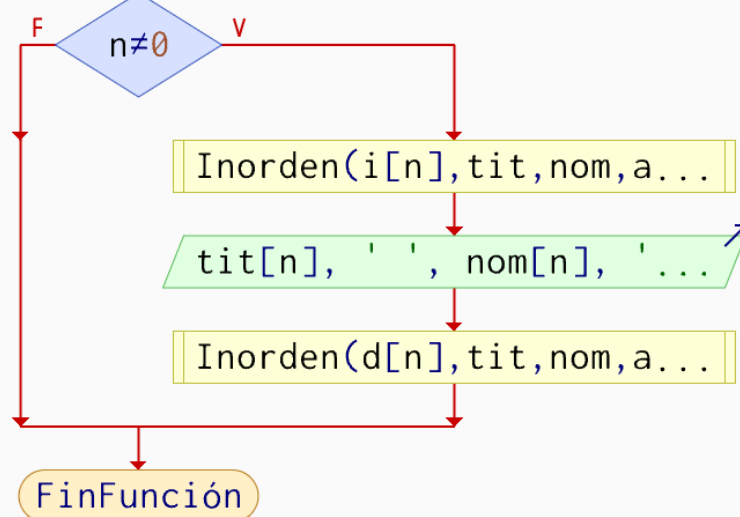 F
V
n≠0
Inorden(i[n],tit,nom,a...
tit[n], ' ', nom[n], '...
Inorden(d[n],tit,nom,a...
FinFunción